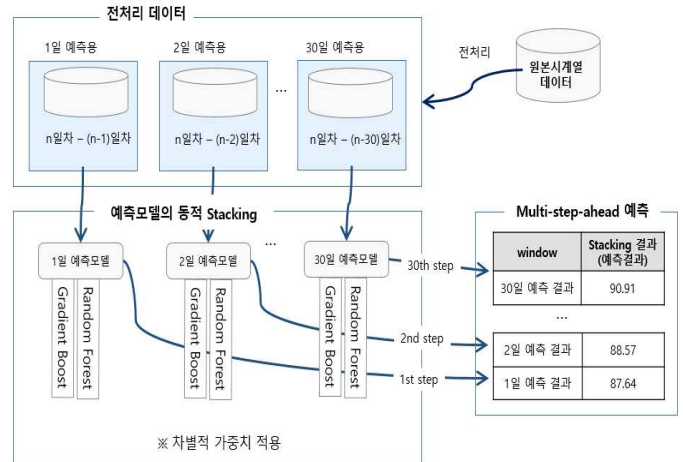 전처리 데이터
1일 예측용
2일 예측용
30일 예측용
...
n일차 – (n-1)일차
n일차 – (n-2)일차
n일차 – (n-30)일차
전처리
원본시계열
데이터
예측모델의 동적 Stacking
...
1일 예측모델
2일 예측모델
30일 예측모델
Gradient Boost
Random Forest
Gradient Boost
Random Forest
Gradient Boost
Random Forest
※ 차별적 가중치 적용
30th step
2nd step
1st step
Multi-step-ahead 예측
window
Stacking 결과
(예측결과)
30일 예측 결과 90.91
...
2일 예측 결과 88.57
1일 예측 결과 87.64